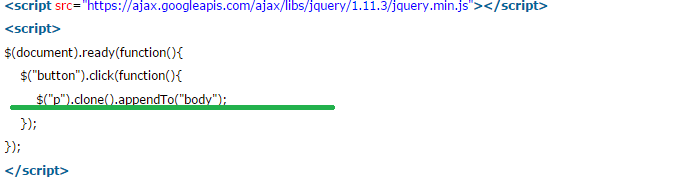 <script src="https://ajax.googleapis.com/ajax/libs/jquery/1.11.3/jquery.min.js"></script>
<script>
$(document).ready(function(){
$("button").click(function(){
$("p").clone().appendTo("body");
});
});
</script>